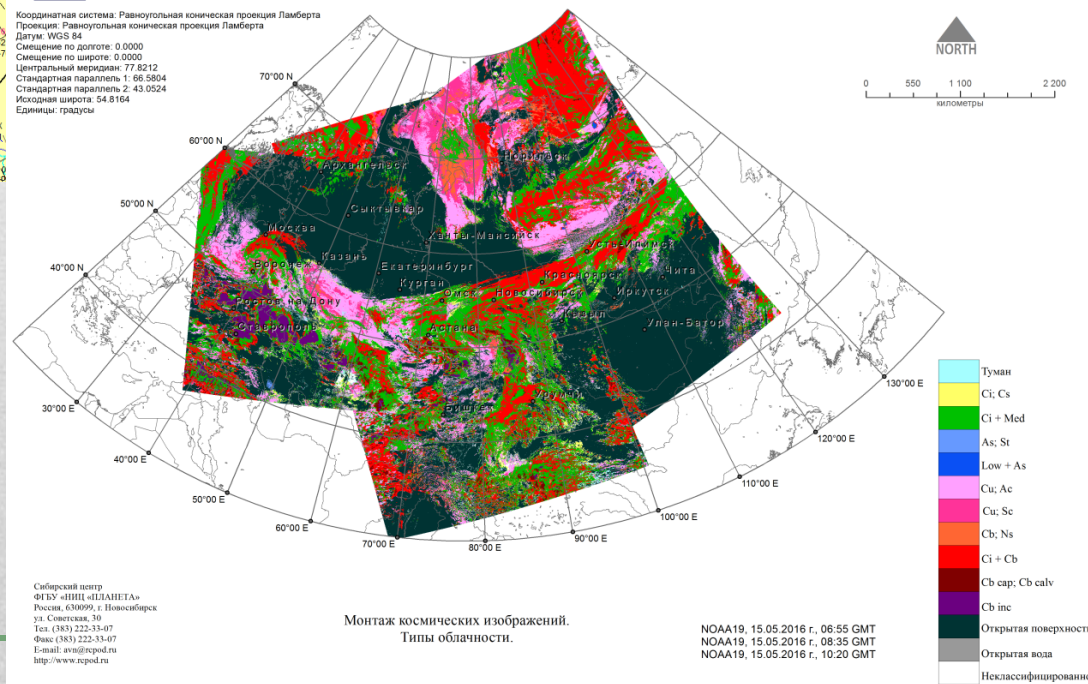 Координатная система: Равноугольная коническая проекция Ламберта
Проекция: Равноугольная коническая проекция Ламберта
Датум: WGS 84
Смещение по долготе: 0.0000
Смещение по широте: 0.0000
Центральный меридиан: 77.8212
Стандартная параллель 1: 66.5804
Стандартная параллель 2: 43.0524
Исходная широта: 54.8164
Единицы: градусы
NORTH
0 550 1 100 2 200
километры
70°00 N
60°00 N
50°00 N
40°00 N
30°00 E
40°00 E
50°00 E
60°00 E
70°00 E
80°00 E
90°00 E
100°00 E
110°00 E
120°00 E
130°00 E
Архангельск
Норильск
Сыктывкар
Москва
Ханты-Мансийск
Усть-Илимск
Казань
Воронеж
Екатеринбург
Чита
Курган
Красноярск
Омск
Новосибирск
Иркутск
Ростов на Дону
Кызыл
Ставрополь
Астана
Улан-Батор
Урумчи
Бишкек
Туман
Ci; Cs
Ci + Med
As; St
Low + As
Cu; Ac
Cu; Sc
Cb; Ns
Ci + Cb
Cb cap; Cb calv
Cb inc
Открытая поверхность
Открытая вода
Неклассифицированно
Сибирский центр
ФГБУ «НИЦ «ПЛАНЕТА»
Россия, 630099, г. Новосибирск
ул. Советская, 30
Тел. (383) 222-33-07
Факс (383) 222-33-07
E-mail: avn@rcpod.ru
http://www.rcpod.ru
Монтаж космических изображений.
Типы облачности.
NOAA19, 15.05.2016 г., 06:55 GMT
NOAA19, 15.05.2016 г., 08:35 GMT
NOAA19, 15.05.2016 г., 10:20 GMT